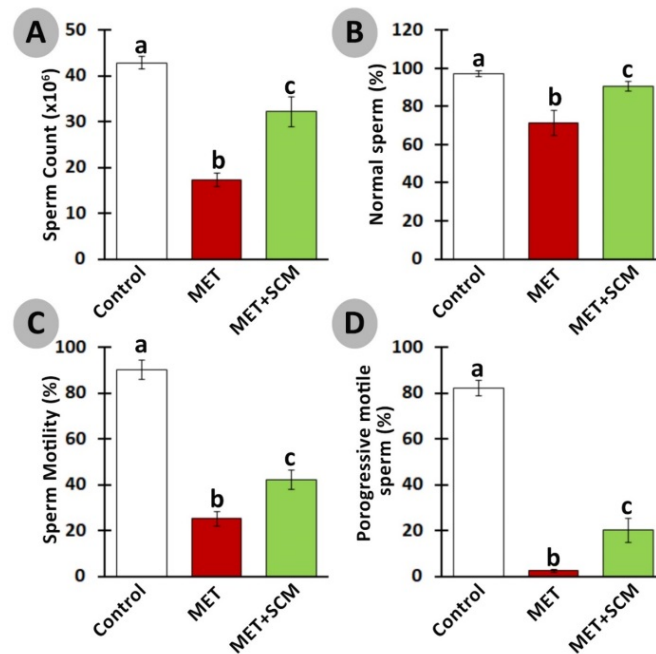 A
Sperm Count (x10⁶)
50
40
30
20
10
0
a
b
c
Control
MET
MET+SCM
B
Normal sperm (%)
120
100
80
60
40
20
0
a
b
c
Control
MET
MET+SCM
C
Sperm Motility (%)
100
80
60
40
20
0
a
b
c
Control
MET
MET+SCM
D
Porogressive motile
sperm (%)
100
80
60
40
20
0
a
b
c
Control
MET
MET+SCM